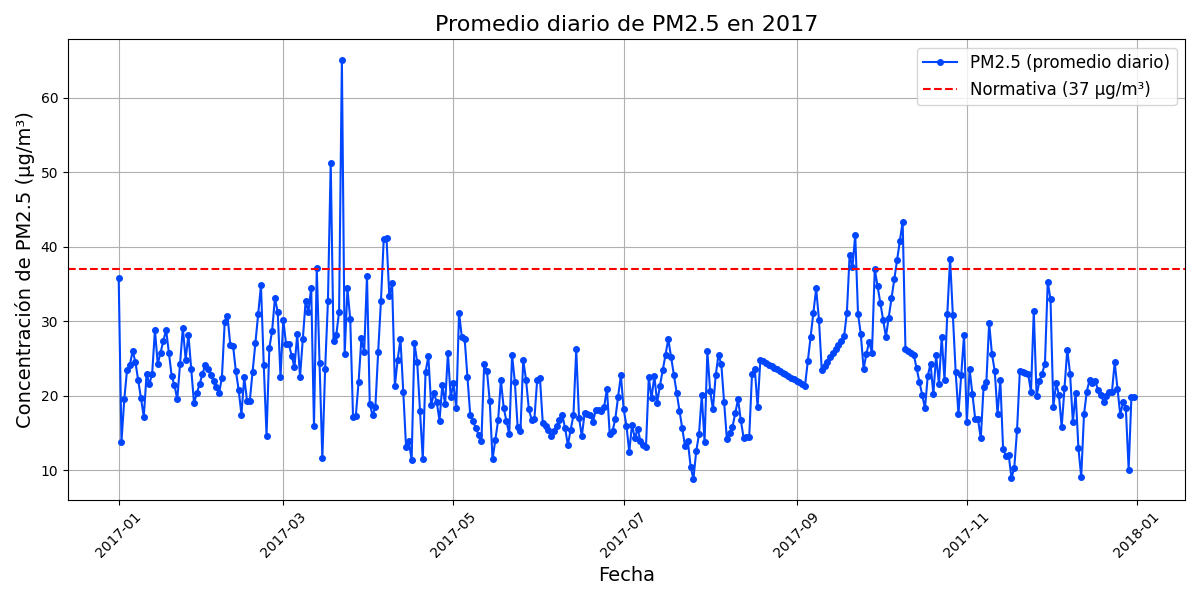 Promedio diario de PM2.5 en 2017
PM2.5 (promedio diario)
Normativa (37 µg/m³)
Concentración de PM2.5 (µg/m³)
60
50
40
30
20
10
2017-01
2017-03
2017-05
2017-07
2017-09
2017-11
2018-01
Fecha